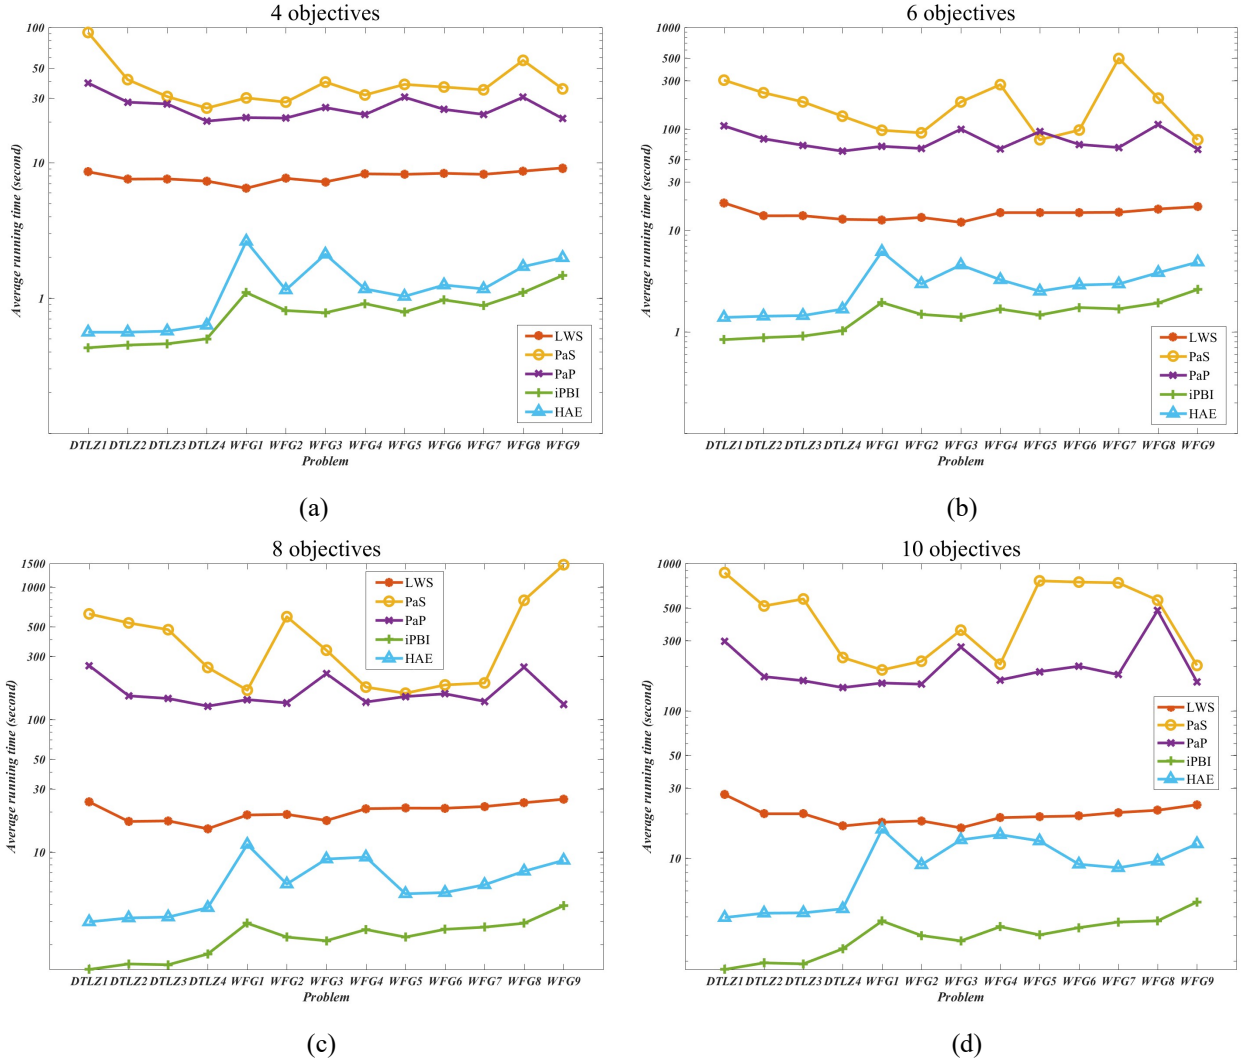 4 objectives
100
50
30
10
1
Average running time (second)
LWS
PaS
PaP
iPBI
HAE
DTLZ1 DTLZ2 DTLZ3 DTLZ4 WFG1 WFG2 WFG3 WFG4 WFG5 WFG6 WFG7 WFG8 WFG9
Problem
(a)
6 objectives
1000
500
300
100
50
30
10
1
Average running time (second)
LWS
PaS
PaP
iPBI
HAE
DTLZ1 DTLZ2 DTLZ3 DTLZ4 WFG1 WFG2 WFG3 WFG4 WFG5 WFG6 WFG7 WFG8 WFG9
Problem
(b)
8 objectives
1500
1000
500
300
100
50
30
10
Average running time (second)
LWS
PaS
PaP
iPBI
HAE
DTLZ1 DTLZ2 DTLZ3 DTLZ4 WFG1 WFG2 WFG3 WFG4 WFG5 WFG6 WFG7 WFG8 WFG9
Problem
(c)
10 objectives
1000
500
300
100
50
30
10
Average running time (second)
LWS
PaS
PaP
iPBI
HAE
DTLZ1 DTLZ2 DTLZ3 DTLZ4 WFG1 WFG2 WFG3 WFG4 WFG5 WFG6 WFG7 WFG8 WFG9
Problem
(d)